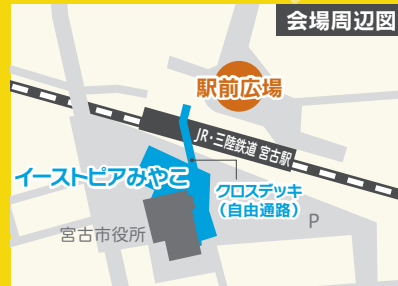 会場周辺図
駅前広場
JR・三陸鉄道 宮古駅
イーストピアみやこ
クロスデッキ
（自由通路）
宮古市役所
P